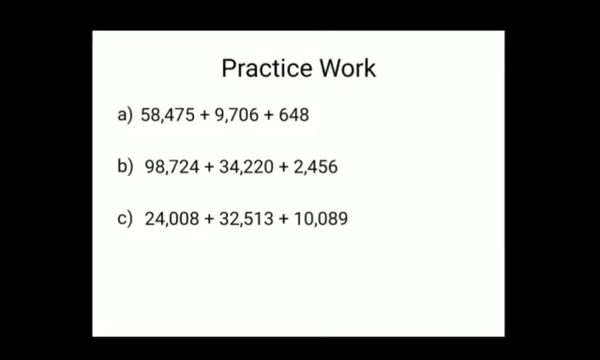 Practice Work
a) 58,475 + 9,706 + 648
b) 98,724 + 34,220 + 2,456
c) 24,008 + 32,513 + 10,089